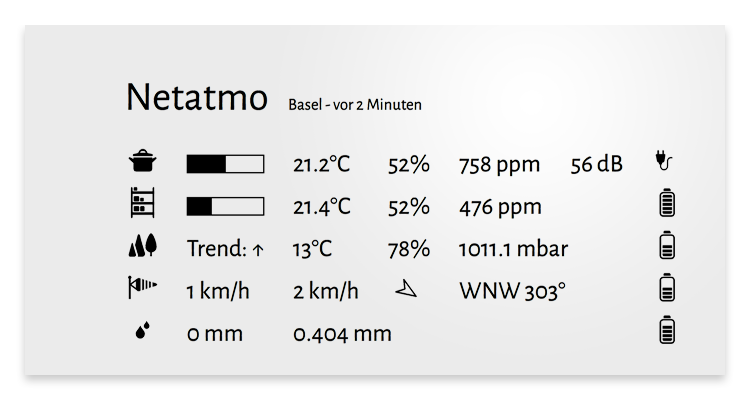 Netatmo Basel - vor 2 Minuten
21.2°C 52% 758 ppm 56 dB
21.4°C 52% 476 ppm
Trend: ↑ 13°C 78% 1011.1 mbar
1 km/h 2 km/h WNW 303°
0 mm 0.404 mm